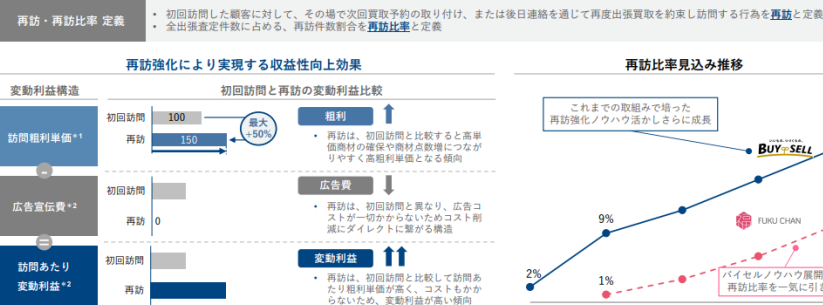 再訪・再訪比率 定義
• 初回訪問した顧客に対して、その場で次回買取予約の取り付け、または後日連絡を通じて再度出張買取を約束し訪問する行為を再訪と定義
• 全出張査定件数に占める、再訪件数割合を再訪比率と定義
再訪強化により実現する収益性向上効果
変動利益構造
初回訪問と再訪の変動利益比較
訪問粗利単価*1
初回訪問
100
再訪
150
最大
+50%
粗利
• 再訪は、初回訪問と比較すると高単
価商材の確保や商材点数増につなが
りやすく高粗利単価となる傾向
-
広告宣伝費*2
初回訪問
再訪
0
広告費
• 再訪は、初回訪問と異なり、広告コ
ストが一切かからないためコスト削
減にダイレクトに繋がる構造
=
訪問あたり
変動利益*2
初回訪問
再訪
変動利益
• 再訪は、初回訪問と比較して訪問あ
たり粗利単価が高く、コストもかか
らないため、変動利益が高い傾向
再訪比率見込み推移
これまでの取組みで培った
再訪強化ノウハウ活かしさらに成長
BUYSELL
9%
2%
FUKU CHAN
1%
バイセルノウハウ展開
再訪比率を一気に引き